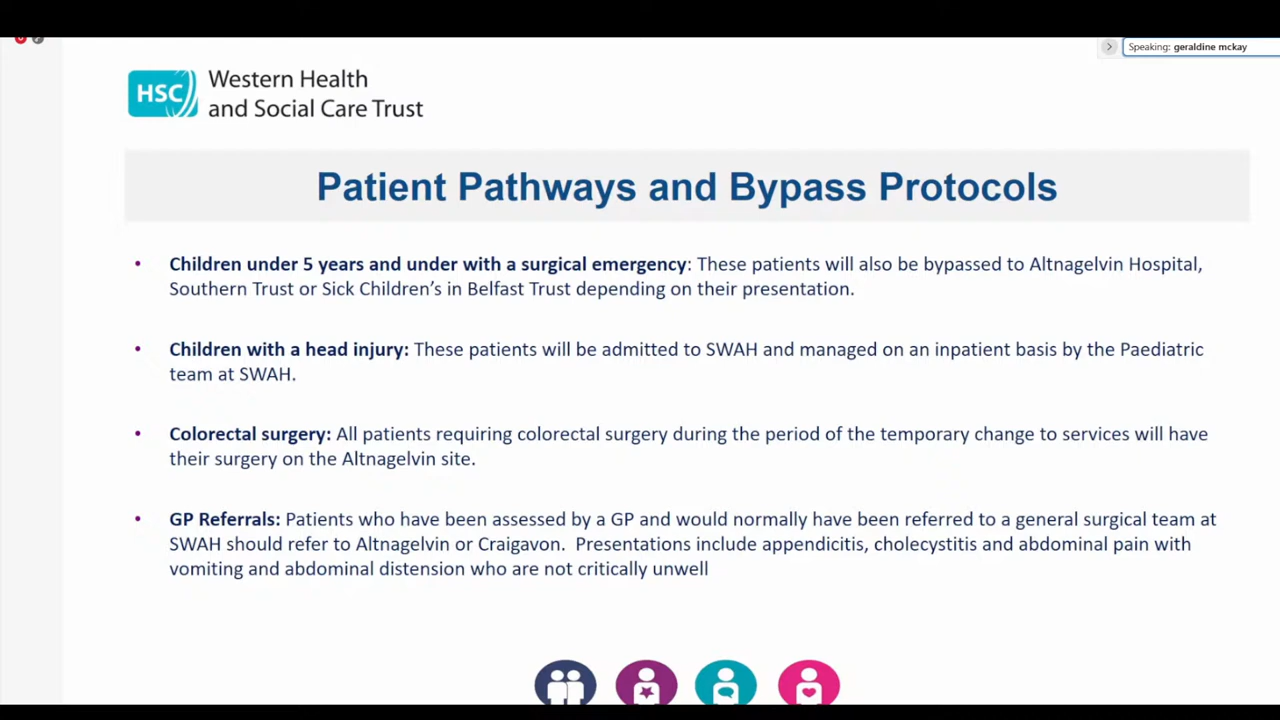 Speaking: geraldine mckay
HSC
Western Health
and Social Care Trust
Patient Pathways and Bypass Protocols
• Children under 5 years and under with a surgical emergency: These patients will also be bypassed to Altnagelvin Hospital,
Southern Trust or Sick Children’s in Belfast Trust depending on their presentation.
• Children with a head injury: These patients will be admitted to SWAH and managed on an inpatient basis by the Paediatric
team at SWAH.
• Colorectal surgery: All patients requiring colorectal surgery during the period of the temporary change to services will have
their surgery on the Altnagelvin site.
• GP Referrals: Patients who have been assessed by a GP and would normally have been referred to a general surgical team at
SWAH should refer to Altnagelvin or Craigavon.  Presentations include appendicitis, cholecystitis and abdominal pain with
vomiting and abdominal distension who are not critically unwell